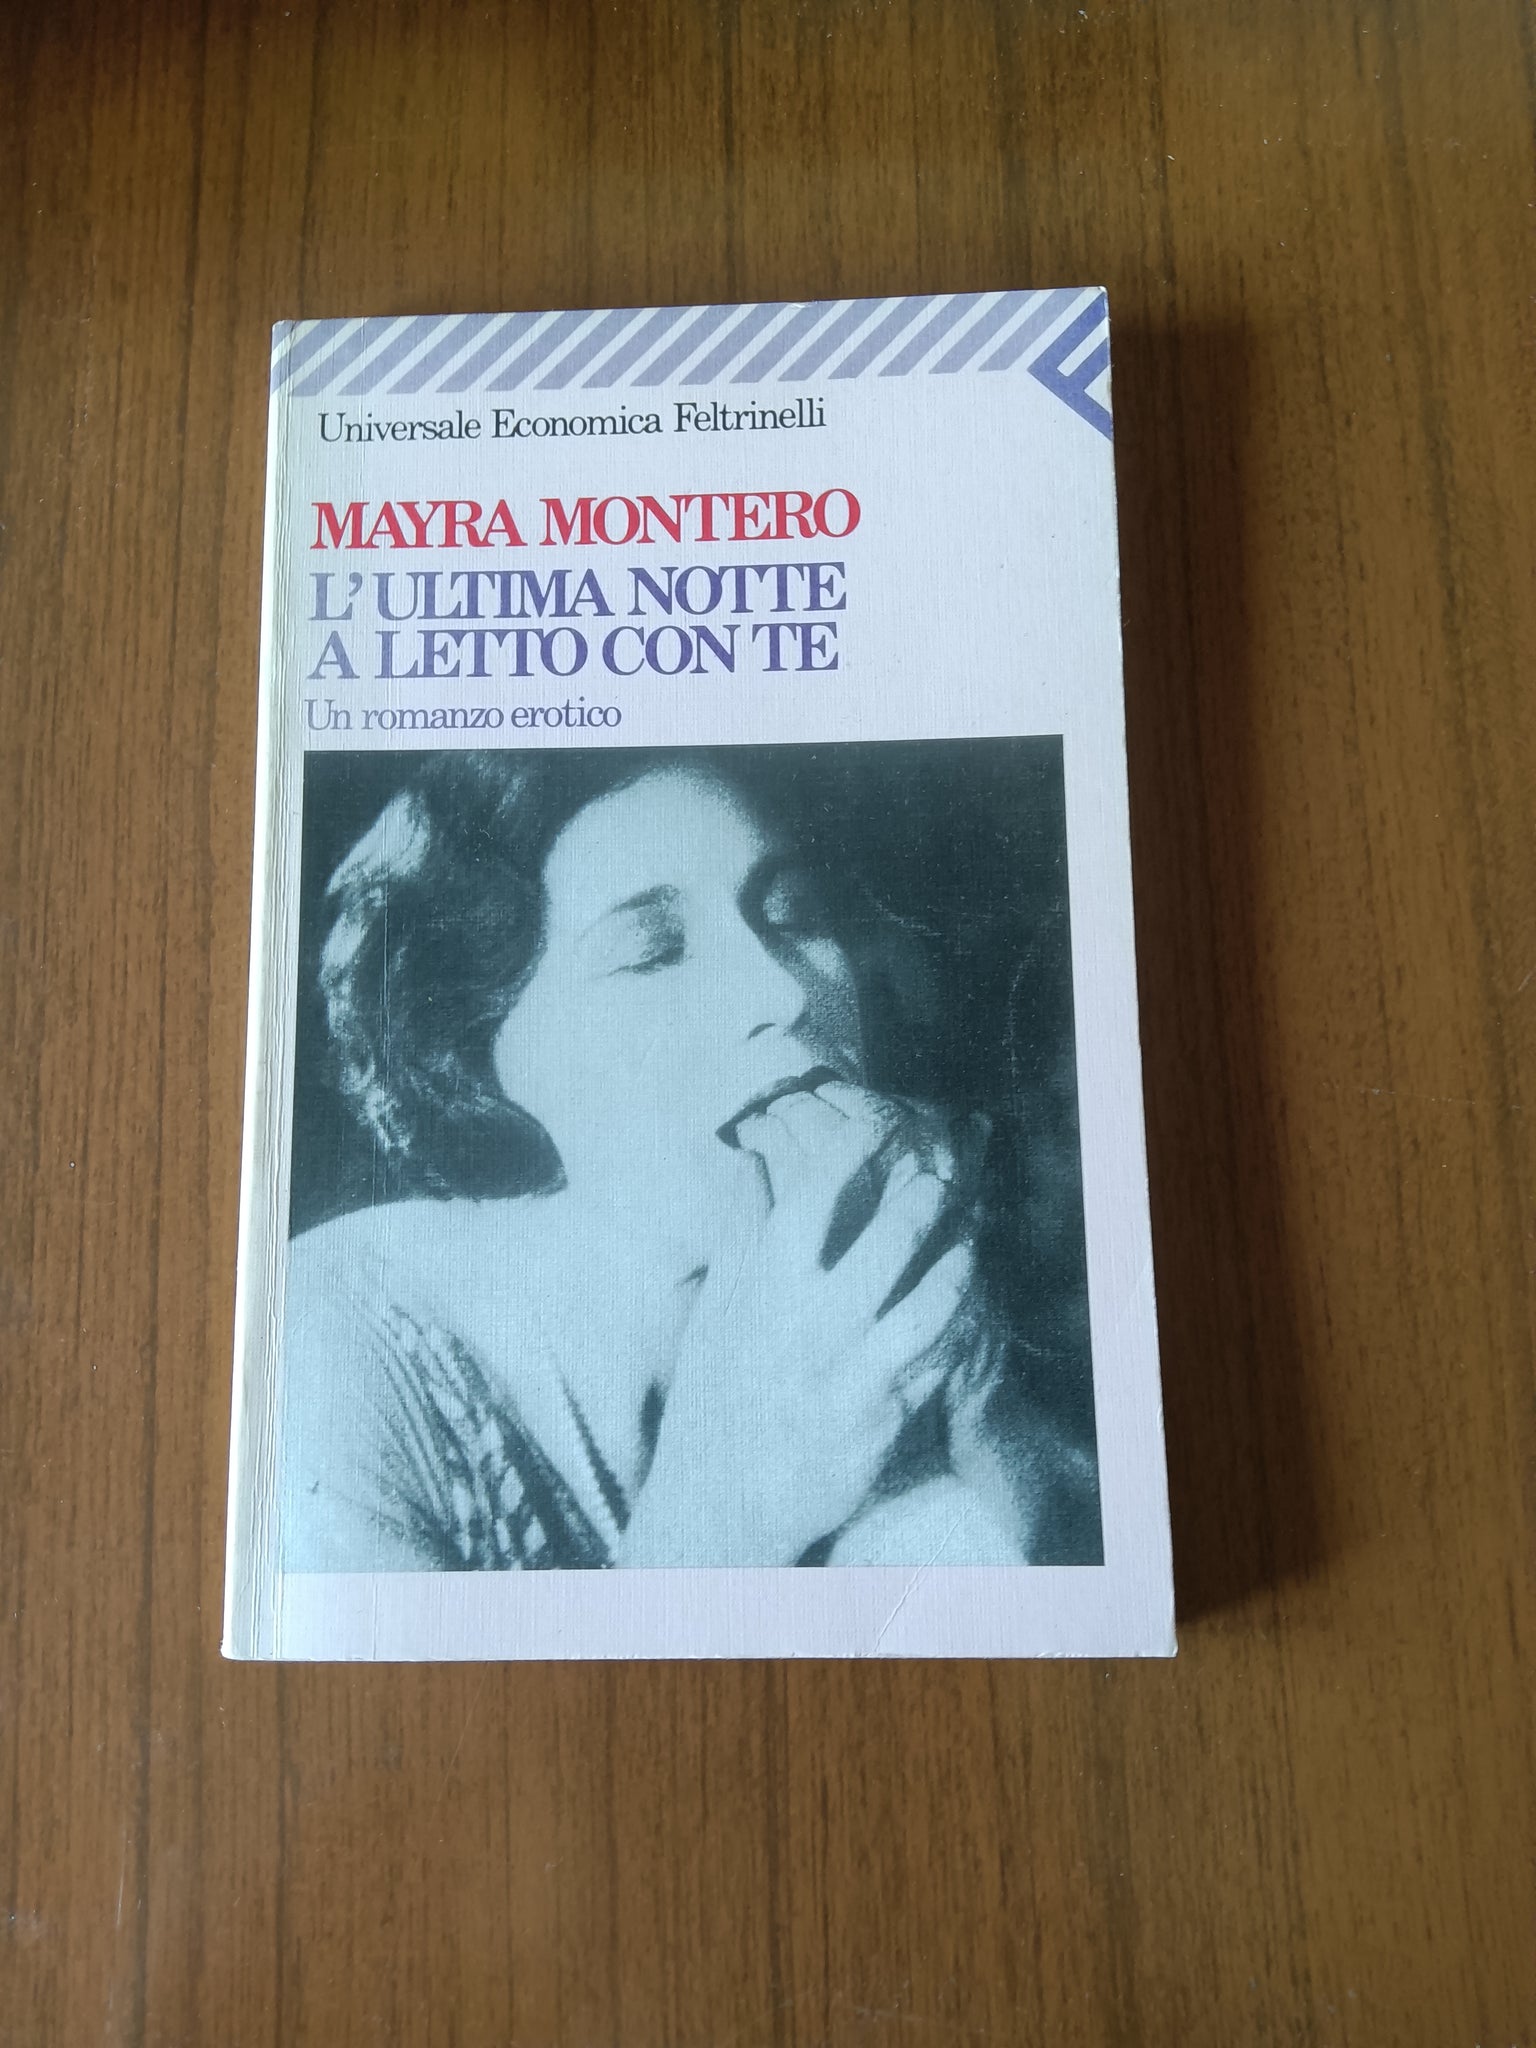 Universale Economica Feltrinelli
MAYRA MONTERO
L'ULTIMA NOTTE
A LETTO CON TE
Un romanzo erotico